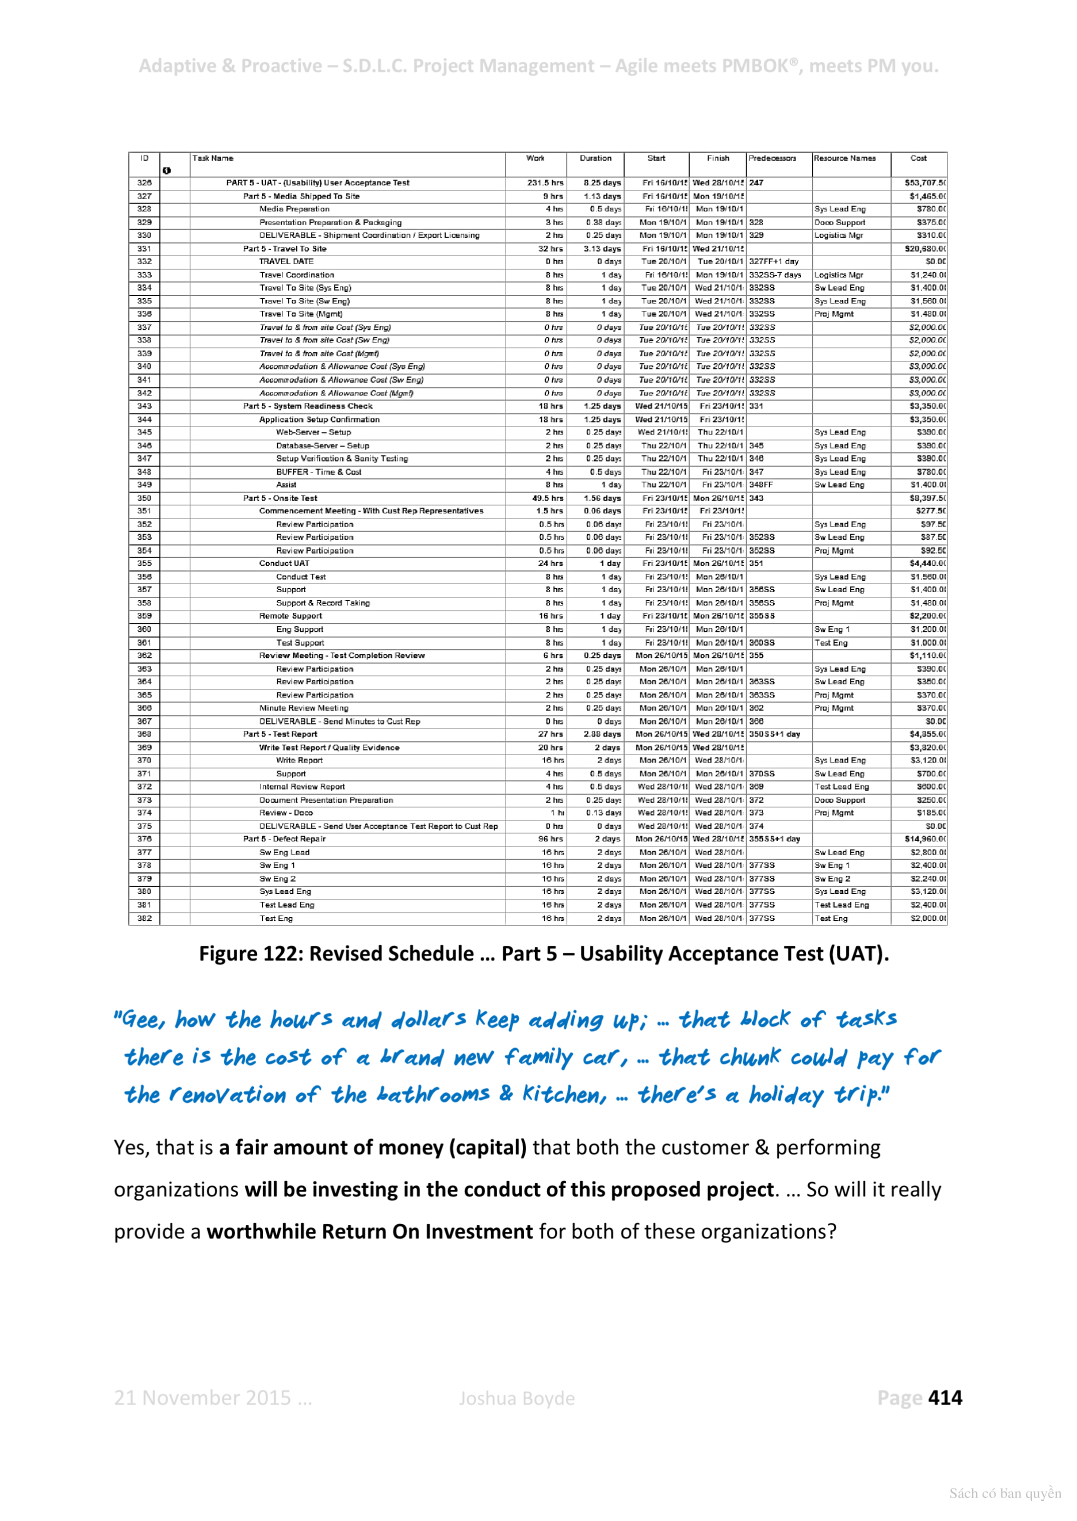 Adaptive & Proactive – S.D.L.C. Project Management – Agile meets PMBOK®, meets PM you.
ID Task Name Work Duration Start Finish Predecessors Resource Names Cost
326 PART 5 - UAT - (Usability) User Acceptance Test 231.5 hrs 8.25 days Fri 16/10/15 Wed 28/10/15 247 $53,707.50
327 Part 5 - Media Shipped To Site 9 hrs 1.13 days Fri 16/10/15 Mon 19/10/15 $1,465.00
328 Media Preparation 4 hrs 0.5 days Fri 16/10/15 Mon 19/10/1 Sys Lead Eng $780.00
329 Presentation Preparation & Packaging 3 hrs 0.38 days Mon 19/10/1 Mon 19/10/1 328 Doco Support $375.00
330 DELIVERABLE - Shipment Coordination / Export Licensing 2 hrs 0.25 days Mon 19/10/1 Mon 19/10/1 329 Logistics Mgr $310.00
331 Part 5 - Travel To Site 32 hrs 3.13 days Fri 16/10/15 Wed 21/10/15 $20,680.00
332 TRAVEL DATE 0 hrs 0 days Tue 20/10/1 Tue 20/10/1 327FF+1 day $0.00
333 Travel Coordination 8 hrs 1 day Fri 16/10/15 Mon 19/10/1 332SS-7 days Logistics Mgr $1,240.00
334 Travel To Site (Sys Eng) 8 hrs 1 day Tue 20/10/1 Wed 21/10/1 332SS Sw Lead Eng $1,400.00
335 Travel To Site (Sw Eng) 8 hrs 1 day Tue 20/10/1 Wed 21/10/1 332SS Sys Lead Eng $1,560.00
336 Travel To Site (Mgmt) 8 hrs 1 day Tue 20/10/1 Wed 21/10/1 332SS Proj Mgmt $1,480.00
337 Travel to & from site Cost (Sys Eng) 0 hrs 0 days Tue 20/10/15 Tue 20/10/15 332SS $2,000.00
338 Travel to & from site Cost (Sw Eng) 0 hrs 0 days Tue 20/10/15 Tue 20/10/15 332SS $2,000.00
339 Travel to & from site Cost (Mgmt) 0 hrs 0 days Tue 20/10/15 Tue 20/10/15 332SS $2,000.00
340 Accommodation & Allowance Cost (Sys Eng) 0 hrs 0 days Tue 20/10/15 Tue 20/10/15 332SS $3,000.00
341 Accommodation & Allowance Cost (Sw Eng) 0 hrs 0 days Tue 20/10/15 Tue 20/10/15 332SS $3,000.00
342 Accommodation & Allowance Cost (Mgmt) 0 hrs 0 days Tue 20/10/15 Tue 20/10/15 332SS $3,000.00
343 Part 5 - System Readiness Check 18 hrs 1.25 days Wed 21/10/15 Fri 23/10/15 331 $3,350.00
344 Application Setup Confirmation 18 hrs 1.25 days Wed 21/10/15 Fri 23/10/15 $3,350.00
345 Web-Server – Setup 2 hrs 0.25 days Wed 21/10/15 Thu 22/10/1 Sys Lead Eng $390.00
346 Database-Server – Setup 2 hrs 0.25 days Thu 22/10/1 Thu 22/10/1 345 Sys Lead Eng $390.00
347 Setup Verification & Sanity Testing 2 hrs 0.25 days Thu 22/10/1 Thu 22/10/1 346 Sys Lead Eng $390.00
348 BUFFER - Time & Cost 4 hrs 0.5 days Thu 22/10/1 Fri 23/10/1 347 Sys Lead Eng $780.00
349 Assist 8 hrs 1 day Thu 22/10/1 Fri 23/10/1 348FF Sw Lead Eng $1,400.00
350 Part 5 - Onsite Test 49.5 hrs 1.56 days Fri 23/10/15 Mon 26/10/15 343 $8,397.50
351 Commencement Meeting - With Cust Rep Representatives 1.5 hrs 0.06 days Fri 23/10/15 Fri 23/10/15 $277.50
352 Review Participation 0.5 hrs 0.06 days Fri 23/10/15 Fri 23/10/1 Sys Lead Eng $97.50
353 Review Participation 0.5 hrs 0.06 days Fri 23/10/15 Fri 23/10/1 352SS Sw Lead Eng $87.50
354 Review Participation 0.5 hrs 0.06 days Fri 23/10/15 Fri 23/10/1 352SS Proj Mgmt $92.50
355 Conduct UAT 24 hrs 1 day Fri 23/10/15 Mon 26/10/15 351 $4,440.00
356 Conduct Test 8 hrs 1 day Fri 23/10/15 Mon 26/10/1 Sys Lead Eng $1,560.00
357 Support 8 hrs 1 day Fri 23/10/15 Mon 26/10/1 356SS Sw Lead Eng $1,400.00
358 Support & Record Taking 8 hrs 1 day Fri 23/10/15 Mon 26/10/1 356SS Proj Mgmt $1,480.00
359 Remote Support 16 hrs 1 day Fri 23/10/15 Mon 26/10/15 355SS $2,200.00
360 Eng Support 8 hrs 1 day Fri 23/10/15 Mon 26/10/1 Sw Eng 1 $1,200.00
361 Test Support 8 hrs 1 day Fri 23/10/15 Mon 26/10/1 360SS Test Eng $1,000.00
362 Review Meeting - Test Completion Review 6 hrs 0.25 days Mon 26/10/15 Mon 26/10/15 355 $1,110.00
363 Review Participation 2 hrs 0.25 days Mon 26/10/1 Mon 26/10/1 Sys Lead Eng $390.00
364 Review Participation 2 hrs 0.25 days Mon 26/10/1 Mon 26/10/1 363SS Sw Lead Eng $350.00
365 Review Participation 2 hrs 0.25 days Mon 26/10/1 Mon 26/10/1 363SS Proj Mgmt $370.00
366 Minute Review Meeting 2 hrs 0.25 days Mon 26/10/1 Mon 26/10/1 362 Proj Mgmt $370.00
367 DELIVERABLE - Send Minutes to Cust Rep 0 hrs 0 days Mon 26/10/1 Mon 26/10/1 366 $0.00
368 Part 5 - Test Report 27 hrs 2.88 days Mon 26/10/15 Wed 28/10/15 350SS+1 day $4,855.00
369 Write Test Report / Quality Evidence 20 hrs 2 days Mon 26/10/15 Wed 28/10/15 $3,820.00
370 Write Report 16 hrs 2 days Mon 26/10/1 Wed 28/10/1 Sys Lead Eng $3,120.00
371 Support 4 hrs 0.5 days Mon 26/10/1 Mon 26/10/1 370SS Sw Lead Eng $700.00
372 Internal Review Report 4 hrs 0.5 days Wed 28/10/15 Wed 28/10/1 369 Test Lead Eng $600.00
373 Document Presentation Preparation 2 hrs 0.25 days Wed 28/10/15 Wed 28/10/1 372 Doco Support $250.00
374 Review - Doco 1 hr 0.13 days Wed 28/10/15 Wed 28/10/1 373 Proj Mgmt $185.00
375 DELIVERABLE - Send User Acceptance Test Report to Cust Rep 0 hrs 0 days Wed 28/10/15 Wed 28/10/1 374 $0.00
376 Part 5 - Defect Repair 96 hrs 2 days Mon 26/10/15 Wed 28/10/15 355SS+1 day $14,960.00
377 Sw Eng Lead 16 hrs 2 days Mon 26/10/1 Wed 28/10/1 Sw Lead Eng $2,800.00
378 Sw Eng 1 16 hrs 2 days Mon 26/10/1 Wed 28/10/1 377SS Sw Eng 1 $2,400.00
379 Sw Eng 2 16 hrs 2 days Mon 26/10/1 Wed 28/10/1 377SS Sw Eng 2 $2,240.00
380 Sys Lead Eng 16 hrs 2 days Mon 26/10/1 Wed 28/10/1 377SS Sys Lead Eng $3,120.00
381 Test Lead Eng 16 hrs 2 days Mon 26/10/1 Wed 28/10/1 377SS Test Lead Eng $2,400.00
382 Test Eng 16 hrs 2 days Mon 26/10/1 Wed 28/10/1 377SS Test Eng $2,000.00
Figure 122: Revised Schedule … Part 5 – Usability Acceptance Test (UAT).
"Gee, how the hours and dollars keep adding up; … that block of tasks
there is the cost of a brand new family car, … that chunk could pay for
the renovation of the bathrooms & kitchen, … there's a holiday trip."
Yes, that is a fair amount of money (capital) that both the customer & performing
organizations will be investing in the conduct of this proposed project. … So will it really
provide a worthwhile Return On Investment for both of these organizations?
21 November 2015 … Joshua Boyde Page 414
Sách có bản quyền